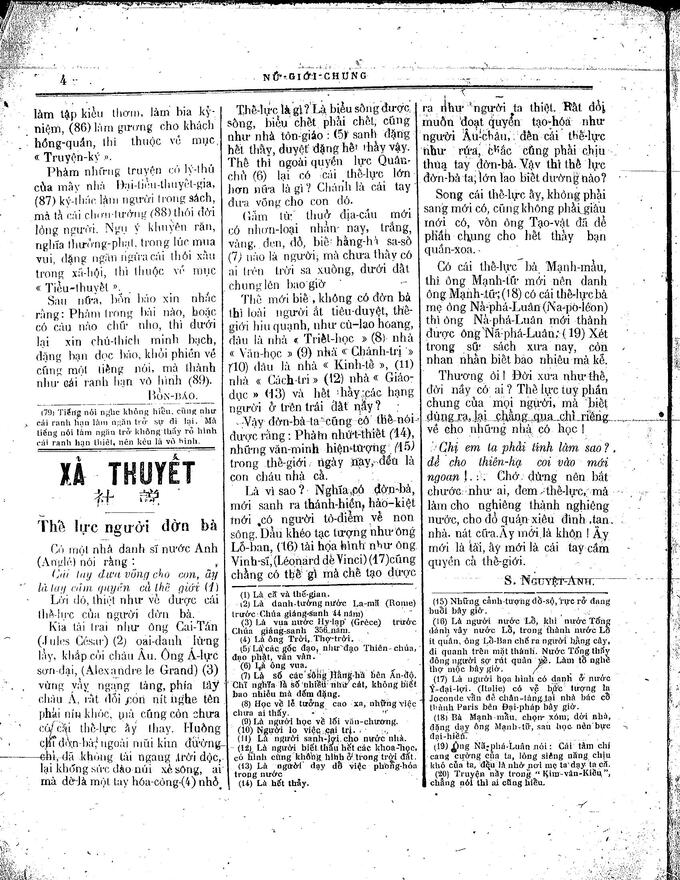 4
NỮ-GIỚI-CHUNG
làm tập kiều thơm, làm bia kỷ-
niệm, (86) làm gương cho khách
hồng-quần, thì thuộc về mục
« Truyện-ký ».
Phàm những truyện có lý-thú
của mấy nhà Đại-tiểu-thuyết-gia,
(87) ký-thác làm người trong sách,
mà tả cái chơn-tướng (88) thói đời
lòng người. Ngụ ý khuyên răn,
nghĩa thưởng-phạt, trong lúc mua
vui, dặng ngăn ngừa cái thói xấu
trong xã-hội, thì thuộc về mục
« Tiểu-thuyết ».
Sau nữa, bổn báo xin nhắc
rằng : Phàm trong bài nào, hoặc
có câu nào chữ nho, thì dưới
lại xin chú-thích minh bạch,
dặng bạn đọc báo, khỏi phiền về
cũng một tiếng nói, mà thành
như cái ranh hạn vô hình (89).
BỔN-BÁO.
(79) Tiếng nói nghe không hiểu, cũng như
cái ranh hạn làm ngăn trở sự đi lại. Mà
tiếng nói làm ngăn trở không thấy rõ hình
cái ranh hạn thiệt, nên kêu là vô hình.
XÃ THUYẾT
社 說
Thế lực người đờn bà
Có một nhà danh sĩ nước Anh
(Anglé) nói rằng :
Cái tay đưa võng cho con, ấy
là tay cầm quyền cả thế giới (1)
Lời đó, thiệt như vẽ được cái
thế-lực của người đờn bà.
Kìa tài trai như ông Cai-Tán
(Jules César) (2) oai-danh lừng
lẫy, khắp cõi châu Âu. Ông Á-lực
sơn-đại, (Alexandre le Grand) (3)
vùng vẫy ngang tàng, phía tây
châu Á, rất đỗi con nít nghe tên
phải nín khóc, mà cũng còn chưa
có cái thế-lực ấy thay. Huống
chi đờn-bà, ngoài mũi kim đường
chỉ, đã không tài ngang trời dọc,
lại không sức đào núi xẻ sông, ai
mà dè là một tay hóa-công (4) nhỏ
Thế-lực là gì ? Là biểu sống được
sống, biểu chết phải chết, cũng
như nhà tôn-giáo : (5) sanh dặng
hết thảy, duyệt dặng hết thảy vậy.
Thế thì ngoài quyền lực Quân-
chủ (6) lại có cái thế-lực lớn
hơn nữa là gì ? Chánh là cái tay
đưa võng cho con đó.
Gẫm từ thuở địa-cầu mới
có nhơn-loại nhẫn nay, trắng,
vàng, đen, đỏ, biết hằng-hà sa-số
(7) nào là người, mà chưa thấy có
ai trên trời sa xuống, dưới đất
chung lên bao giờ
Thế mới biết, không có đờn bà
thì loài người ắt tiêu-duyệt, thế-
giới hiu quạnh, như cù-lao hoang,
đâu là nhà « Triết-học » (8) nhà
« Văn-học » (9) nhà « Chánh-trị »
(10) đâu là nhà « Kinh-tế », (11)
nhà « Cách-trí » (12) nhà « Giáo-
dục » (13) và hết thảy các hạng
người ở trên trái đất nầy ?
Vậy đờn-bà ta cũng có thể nói
được rằng : Phàm nhứt-thiết (14),
những văn-minh hiện-tượng (15)
trong thế-giới ngày nay, đều là
con cháu nhà cả.
Là vì sao ? Nghĩa có đờn-bà,
mới sanh ra thánh-hiền, hào-kiệt
mới có người tô-điểm về non
sông. Dầu khéo tạc tượng như ông
Lỗ-ban, (16) tài họa hình như ông
Vinh-sĩ, (Léonard de Vinci) (17) cũng
chẳng có thế gì mà chế tạo được
(1) Là cả và thế-gian.
(2) Là danh-tướng nước La-mã (Rome)
trước Chúa giáng-sanh 44 năm)
(3) Là vua nước Hy-lạp (Grèce) trước
Chúa giáng-sanh 356 năm.
(4) Là ông Trời, Thợ-trời.
(5) Là các gốc đạo, như đạo Thiên-chúa,
đạo phật, vân vân.
(6) Là ông vua.
(7) Là số các sông Hằng-hà bên Ấn-độ.
Chỉ nghĩa là số nhiều như cát, không biết
bao nhiêu mà đếm dặng.
(8) Học về lẽ tưởng cao xa, những việc
chưa ai thấy.
(9) Là người học về lối văn-chương.
(10) Người lo việc cai trị.
(11) Là người sanh-lợi cho nước nhà.
(12) Là người biết thấu hết các khoa-học,
có hình cùng không hình ở trong trời đất.
(13) Là người dạy dỗ việc phong-hóa
trong nước
(14) Là hết thảy.
ra như người ta thiệt. Rất dỗi
muốn đoạt quyền tạo-hóa như
người Âu-châu, đến cái thế-lực
như rứa, chắc cũng phải chịu
thua tay đờn-bà. Vậy thì thế lực
đờn-bà ta, lớn lao biết dường nào ?
Song cái thế-lực ấy, không phải
sang mới có, cũng không phải giàu
mới có, vốn ông Tạo-vật đã để
phần chung cho hết thảy bạn
quần-xoa.
Có cái thế-lực bà Mạnh-mẫu,
thì ông Mạnh-tử mới nên danh
ông Mạnh-tử; (18) có cái thế-lực bà
mẹ ông Nã-phá-Luân (Na-po-léon)
thì ông Nã-phá-Luân mới thành
được ông Nã-phá-Luân. (19) Xét
trong sử sách xưa nay, còn
nhan nhản biết bao nhiêu mà kể.
Thương ôi ! Đời xưa như thế,
đời nầy có ai ? Thế lực tuy phần
chung của mọi người, mà biết
dùng ra, lại chẳng qua chỉ riêng
về cho những nhà có học !
Chị em ta phải tính làm sao ?
để cho thiên-hạ coi vào mới
ngoan !... Chớ đừng nên bắt
chước như ai, đem thế-lực, mà
làm cho nghiêng thành nghiêng
nước, cho đổ quán xiêu đình, tan
nhà, nát cửa. Ấy mới là khôn ! Ấy
mới là tài, ấy mới là cái tay cầm
quyền cả thế-giới.
S. NGUYỆT-ANH.
(15) Những cảnh-tượng đồ-sộ, rực rỡ đang
buổi bây giờ.
(16) Là người nước Lỗ, khi nước Tống
đánh vây nước Lỗ, trong thành nước Lỗ
ít quân, ông Lỗ-Ban chế ra người bằng cây,
đi quanh trên mặt thành. Nước Tống thấy
đông người sợ rút quân về. Làm tổ nghề
thợ mộc bây giờ.
(17) Là người họa hình có danh ở nước
Ý-đại-lợi. (Italie) có vẽ bức tượng la
Joconde vẫn để chân-tàng tại nhà bác cổ
thành Paris bên Đại-pháp bây giờ.
(18) Bà Mạnh-mẫu, chọn xóm, dời nhà,
dặng dạy ông Mạnh-tử, sau học nên bực
đại-hiền.
(19) Ông Nã-phá-Luân nói : Cái tâm chí
cang cường của ta, lòng siêng năng chịu
khó của ta, đều là nhờ nơi mẹ ta dạy ta cả.
(20) Truyện nầy trong " Kim-vân-Kiều",
chẳng nói thì ai cũng hiểu.